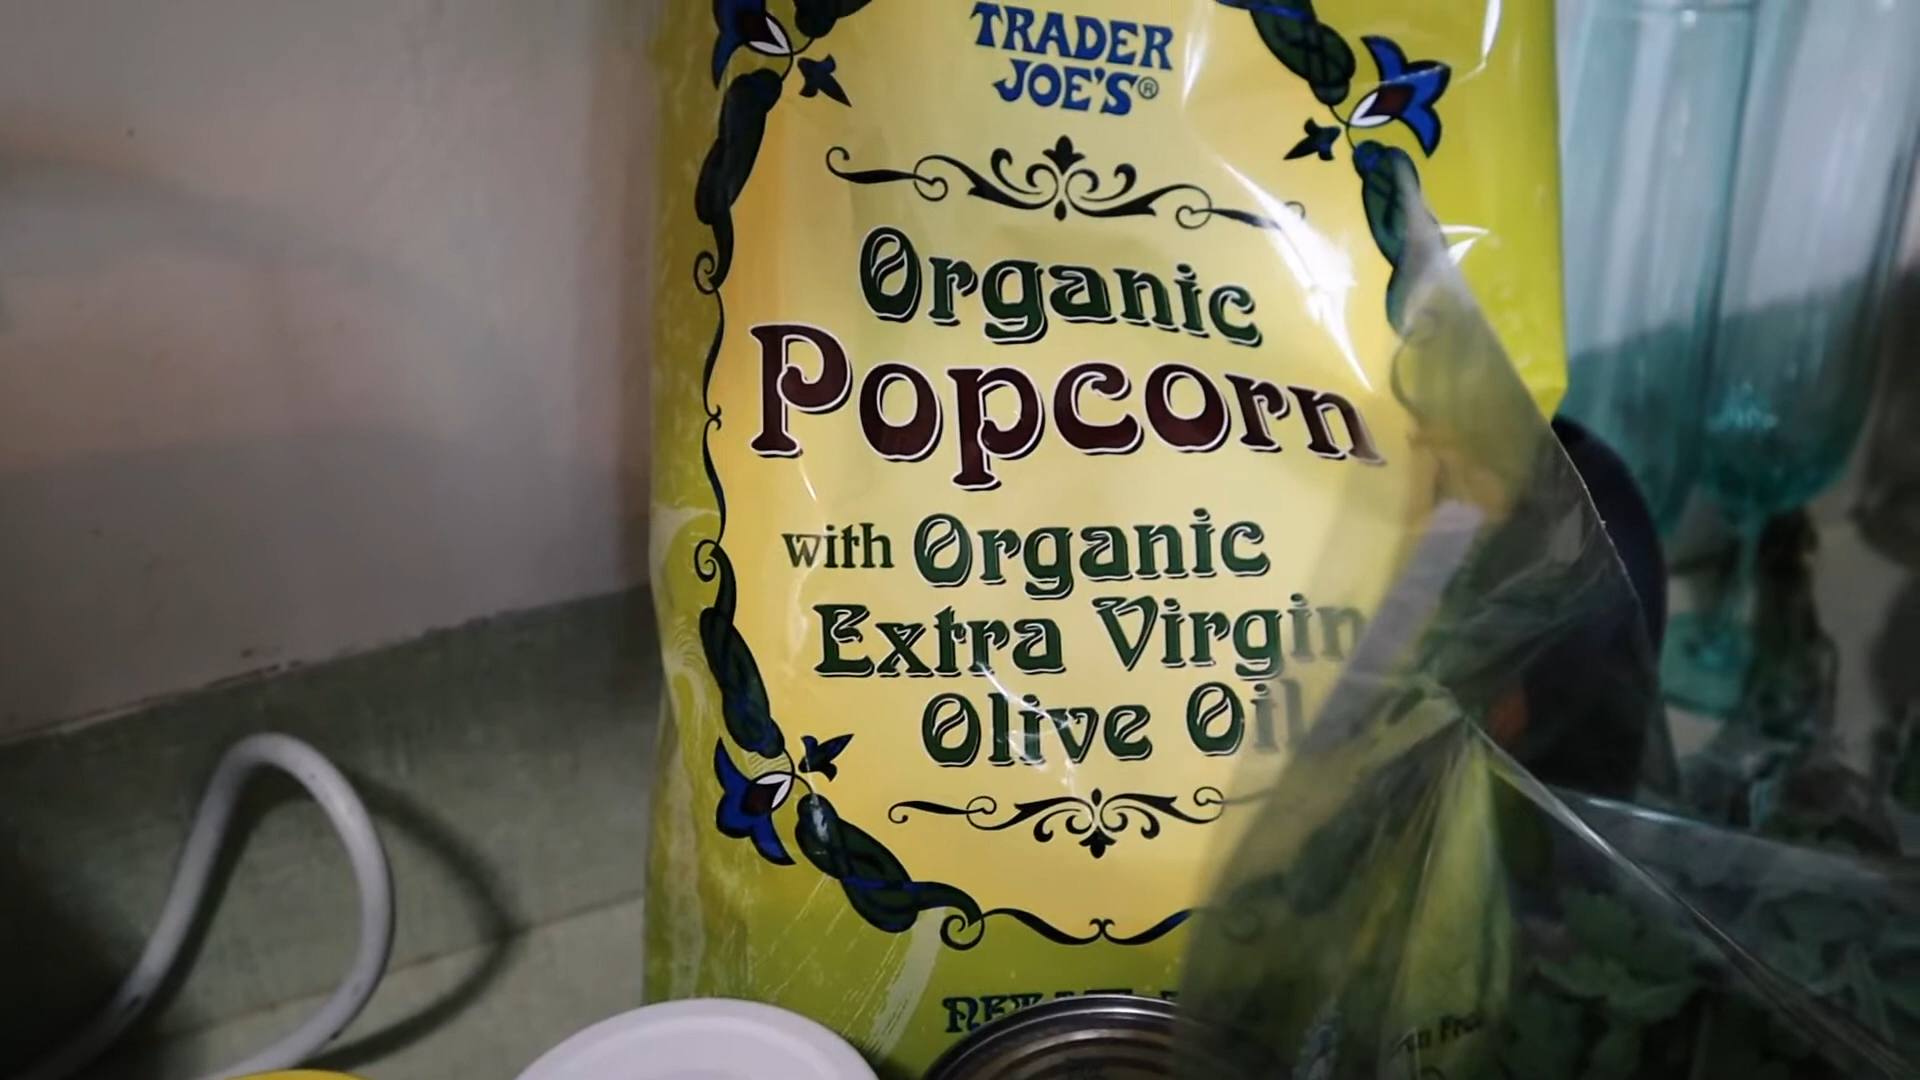 TRADER
JOE'S®
Organic
Popcorn
with Organic
Extra Virgin
Olive Oil